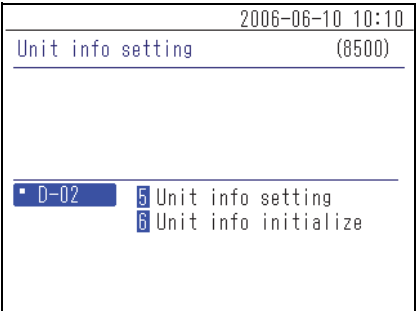 2006-06-10 10:10
Unit info setting (8500)
▪ D-02 5 Unit info setting
6 Unit info initialize